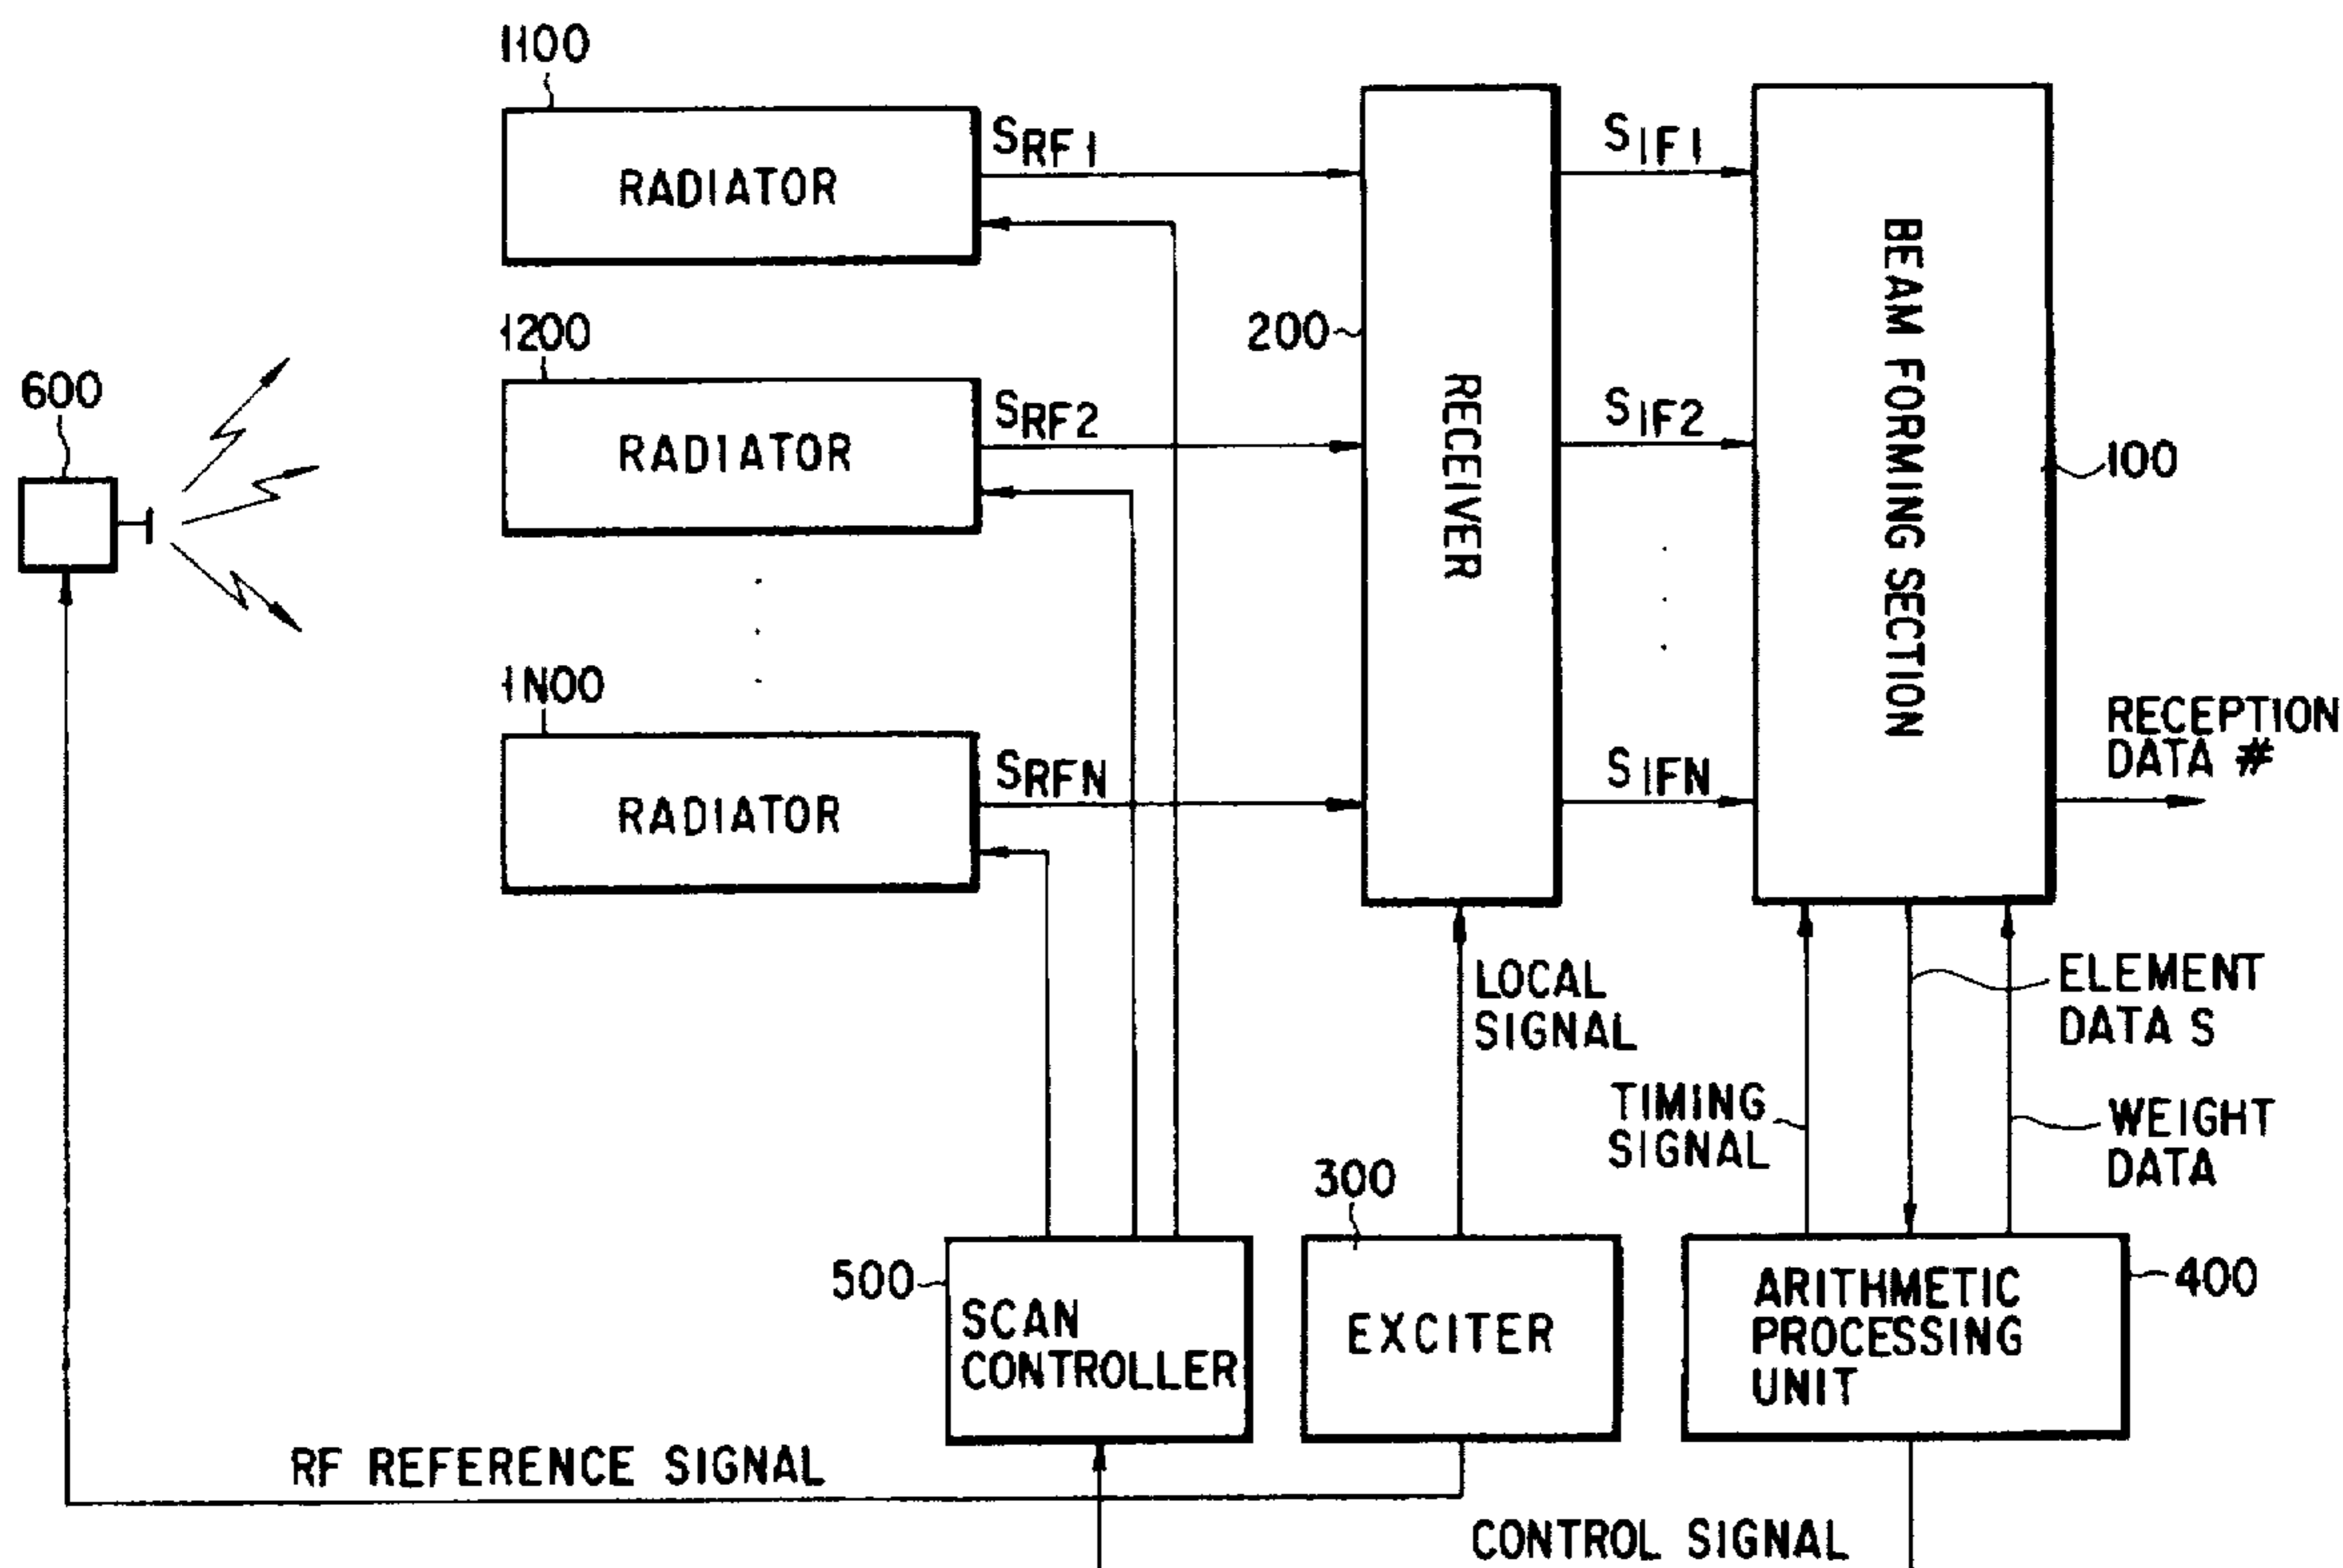 1100
RADIATOR
SRF1
SIF1
1200
RADIATOR
SRF2
200
RECEIVER
SIF2
BEAM FORMING SECTION
100
600
1N00
RADIATOR
SRFN
SIFN
RECEPTION
DATA #
LOCAL
SIGNAL
ELEMENT
DATA S
TIMING
SIGNAL
WEIGHT
DATA
500
SCAN
CONTROLLER
300
EXCITER
400
ARITHMETIC
PROCESSING
UNIT
RF REFERENCE SIGNAL
CONTROL SIGNAL